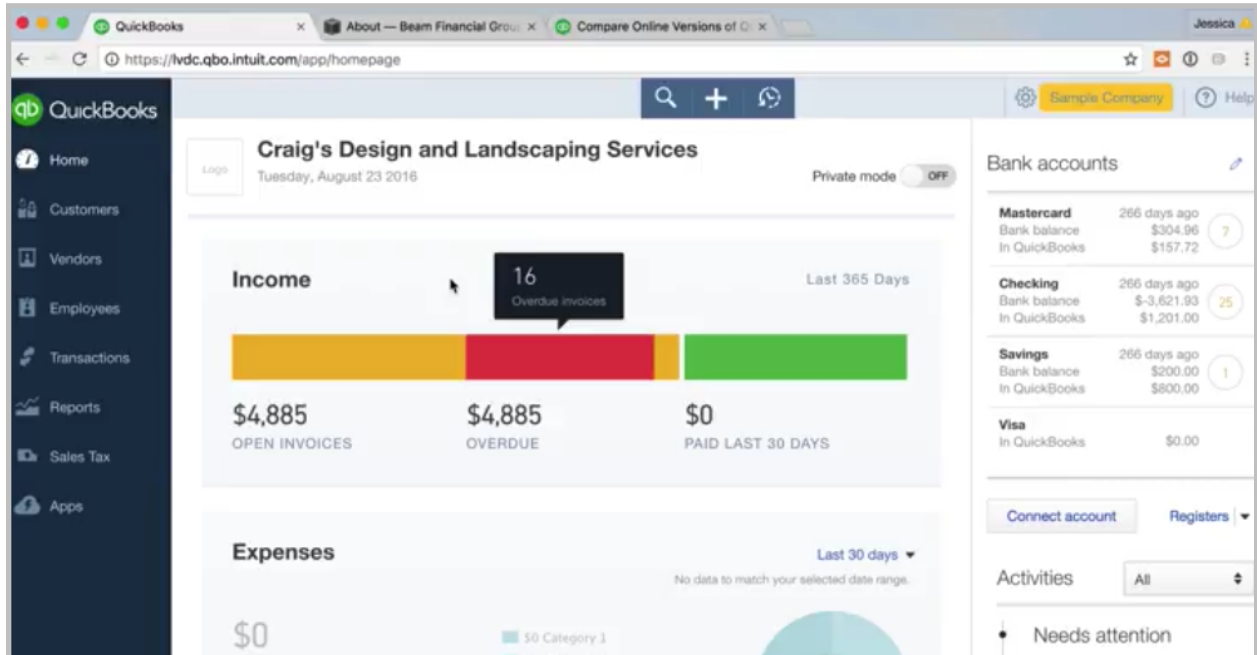 QuickBooks
About — Beam Financial Grou
Compare Online Versions of Q
Jessica
https://lvdc.qbo.intuit.com/app/homepage
qb QuickBooks
Sample Company
Help
Home
Customers
Vendors
Employees
Transactions
Reports
Sales Tax
Apps
Logo
Craig's Design and Landscaping Services
Tuesday, August 23 2016
Private mode OFF
Income
Last 365 Days
16
Overdue invoices
$4,885
OPEN INVOICES
$4,885
OVERDUE
$0
PAID LAST 30 DAYS
Expenses
Last 30 days
No data to match your selected date range.
$0
$0 Category 1
Bank accounts
Mastercard 266 days ago
Bank balance $304.96 7
In QuickBooks $157.72
Checking 266 days ago
Bank balance $-3,621.93 25
In QuickBooks $1,201.00
Savings 266 days ago
Bank balance $200.00 1
In QuickBooks $800.00
Visa
In QuickBooks $0.00
Connect account
Registers
Activities
All
Needs attention